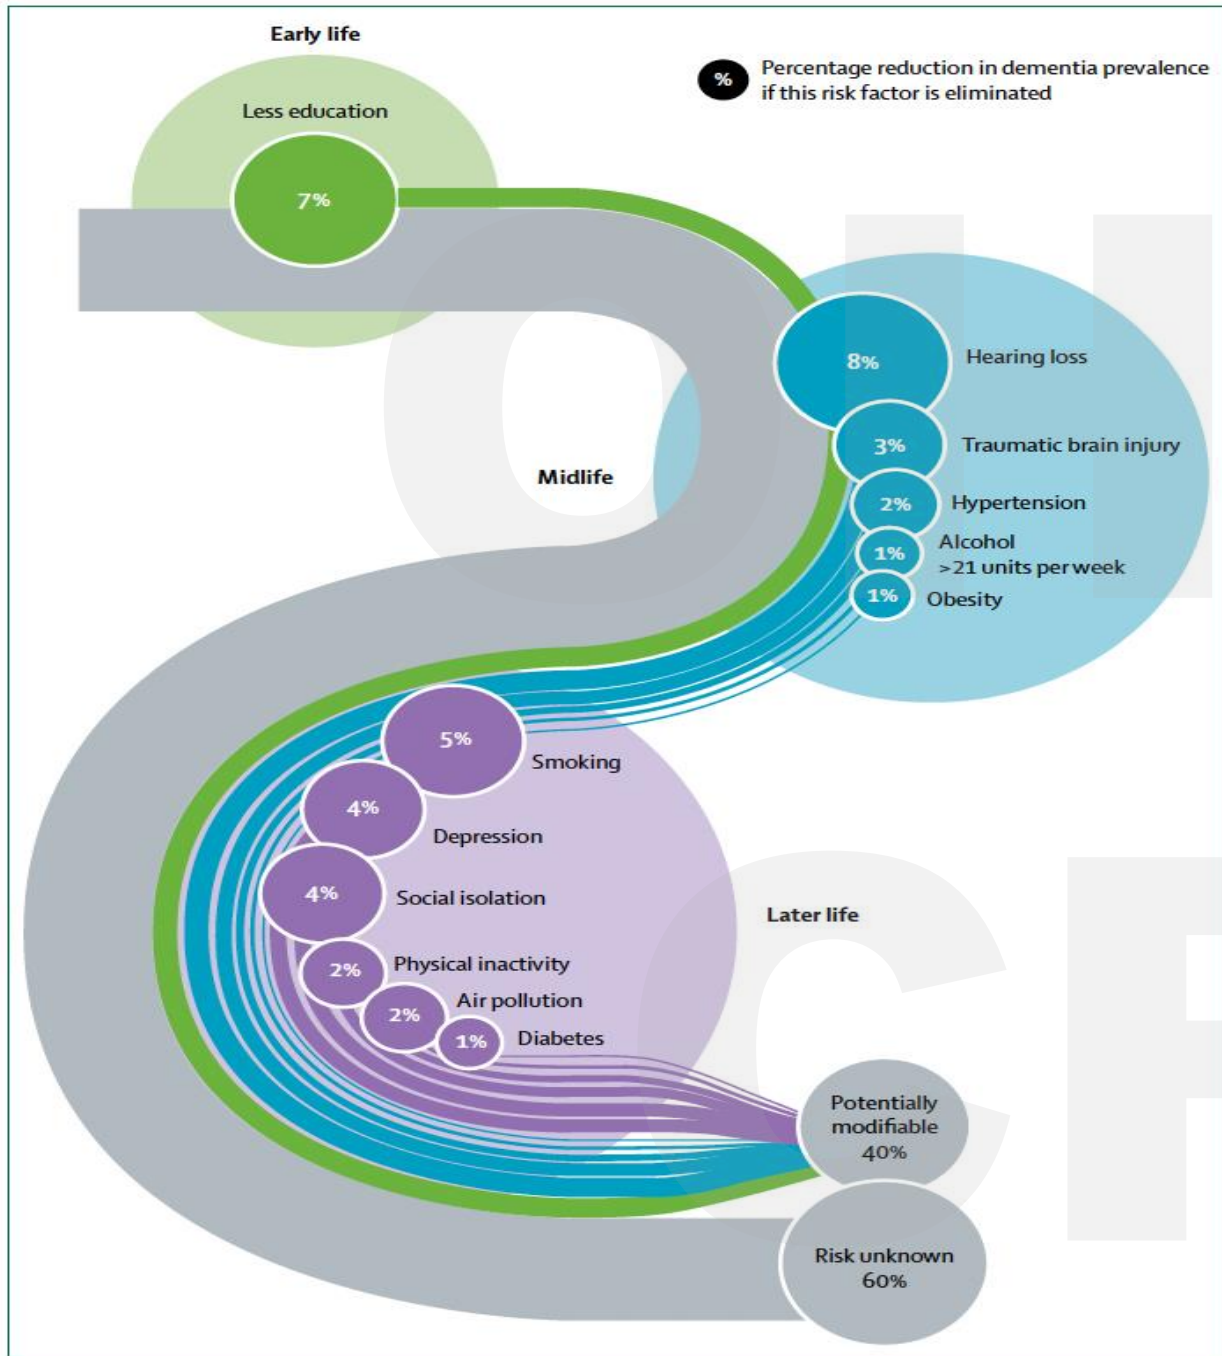 Early life
%
Percentage reduction in dementia prevalence
if this risk factor is eliminated
Less education
7%
8%
Hearing loss
3%
Traumatic brain injury
Midlife
2%
Hypertension
1%
Alcohol
>21 units per week
1%
Obesity
5%
Smoking
4%
Depression
4%
Social isolation
Later life
2%
Physical inactivity
2%
Air pollution
1%
Diabetes
Potentially
modifiable
40%
Risk unknown
60%